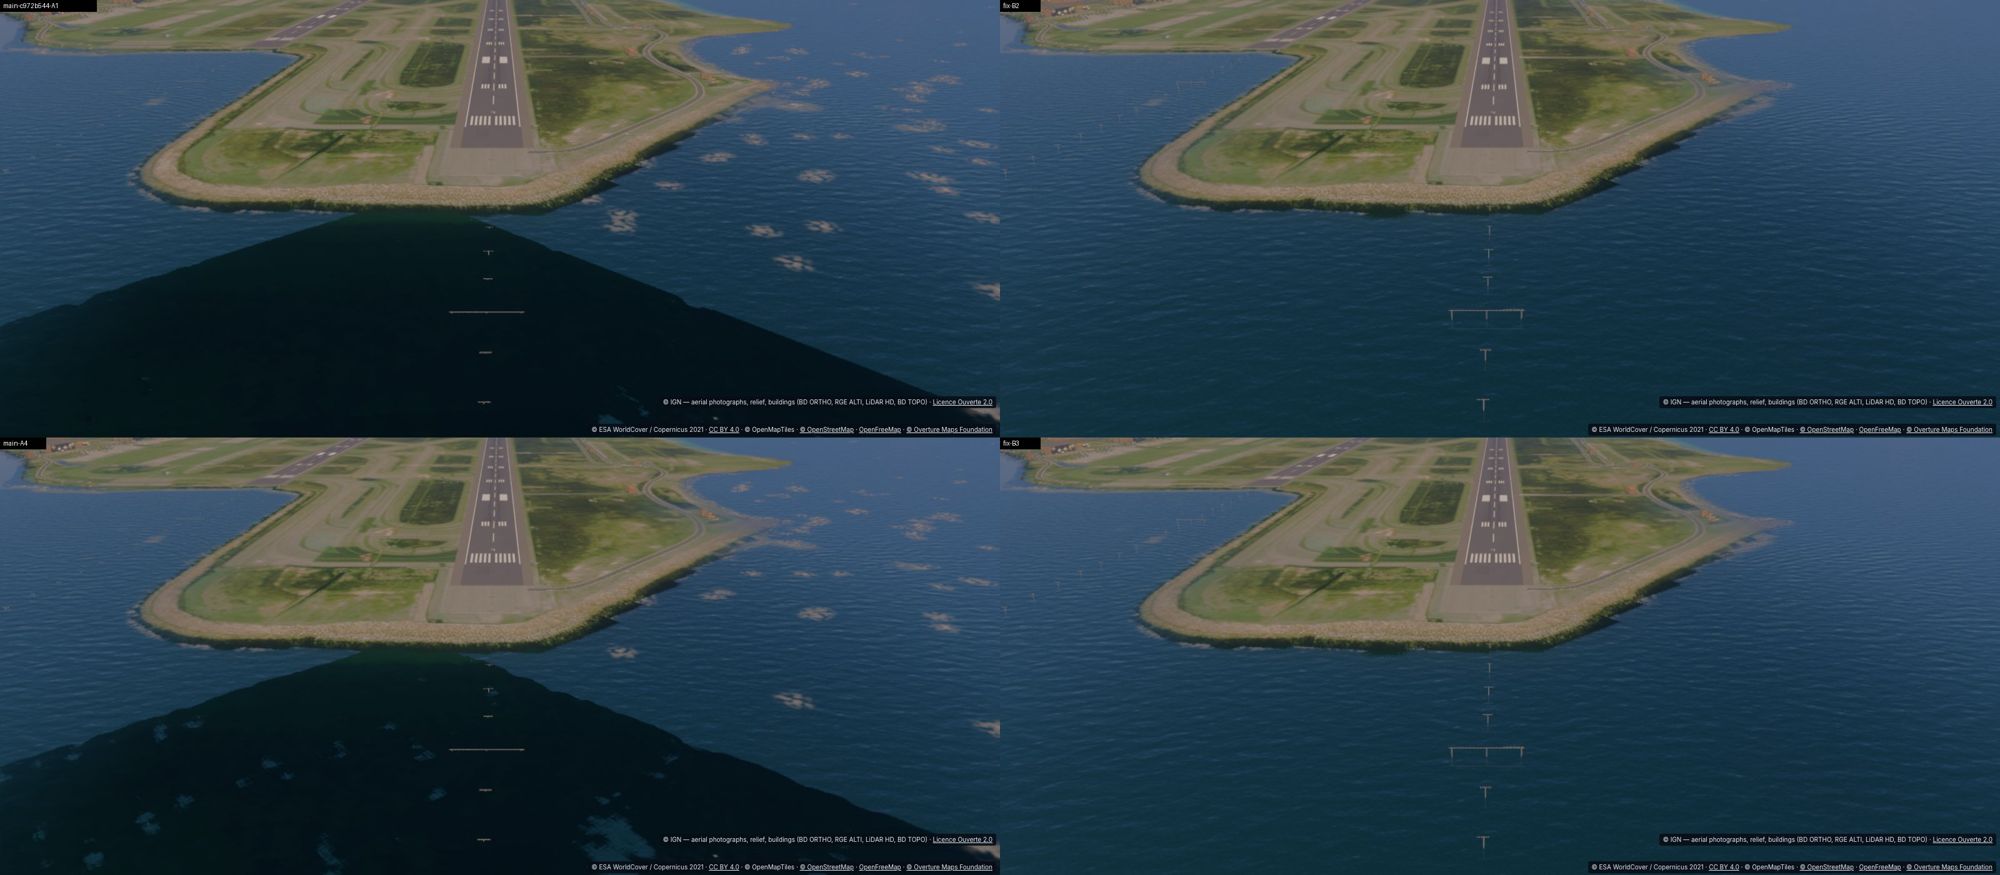 main-c972b644-A1
fix-B2
© IGN — aerial photographs, relief, buildings (BD ORTHO, RGE ALTI, LiDAR HD, BD TOPO) · Licence Ouverte 2.0
© ESA WorldCover / Copernicus 2021 · CC BY 4.0 · © OpenMapTiles · © OpenStreetMap · OpenFreeMap · © Overture Maps Foundation
© IGN — aerial photographs, relief, buildings (BD ORTHO, RGE ALTI, LiDAR HD, BD TOPO) · Licence Ouverte 2.0
© ESA WorldCover / Copernicus 2021 · CC BY 4.0 · © OpenMapTiles · © OpenStreetMap · OpenFreeMap · © Overture Maps Foundation
main-A4
fix-B3
© IGN — aerial photographs, relief, buildings (BD ORTHO, RGE ALTI, LiDAR HD, BD TOPO) · Licence Ouverte 2.0
© ESA WorldCover / Copernicus 2021 · CC BY 4.0 · © OpenMapTiles · © OpenStreetMap · OpenFreeMap · © Overture Maps Foundation
© IGN — aerial photographs, relief, buildings (BD ORTHO, RGE ALTI, LiDAR HD, BD TOPO) · Licence Ouverte 2.0
© ESA WorldCover / Copernicus 2021 · CC BY 4.0 · © OpenMapTiles · © OpenStreetMap · OpenFreeMap · © Overture Maps Foundation